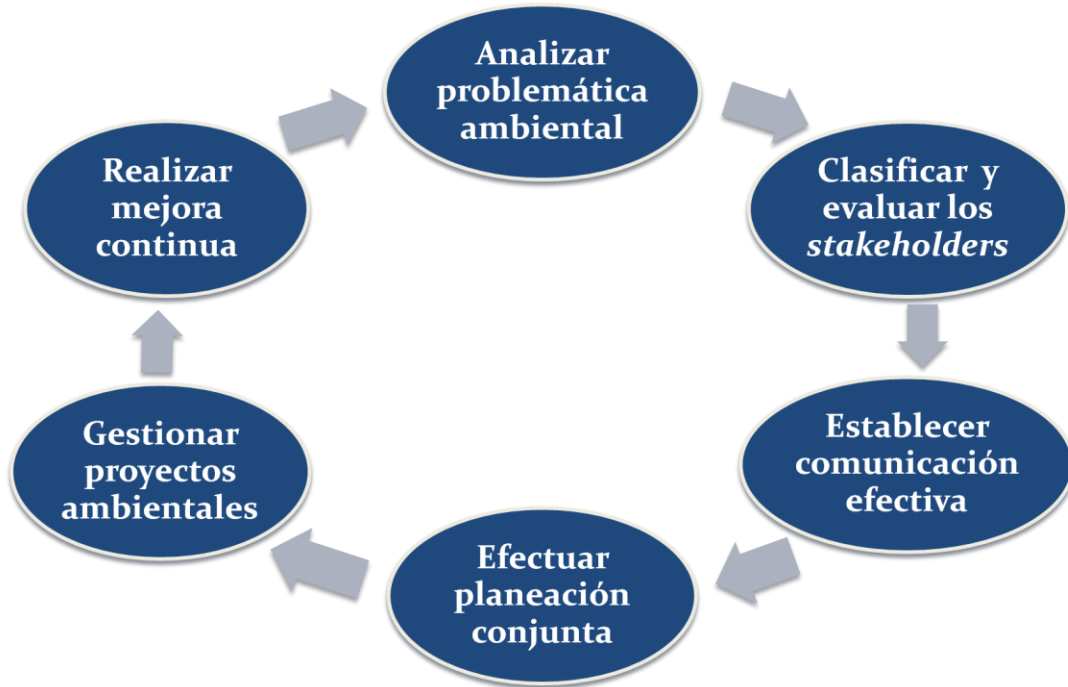 Analizar
problemática
ambiental
Clasificar y
evaluar los
stakeholders
Establecer
comunicación
efectiva
Efectuar
planeación
conjunta
Gestionar
proyectos
ambientales
Realizar
mejora
continua